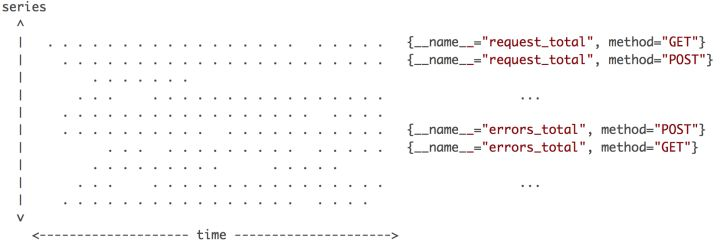 series
^
| . . . . . . . . . . . . . . . . . . . . . . {__name__="request_total", method="GET"}
| . . . . . . . . . . . . . . . . . . . . . . {__name__="request_total", method="POST"}
| . . . . . . .
| . . . . . . . . . . . . . . . . . . . ...
| . . . . . . . . . . . . . . . . . . . . .
| . . . . . . . . . . . . . . . . . . . . {__name__="errors_total", method="POST"}
| . . . . . . . . . . . . . . . . . {__name__="errors_total", method="GET"}
| . . . . . . . . . . . . . .
| . . . . . . . . . . . . . . . . . . . ...
| . . . . . . . . . . . . . . . . . . . .
v
<-------------------- time --------------------->